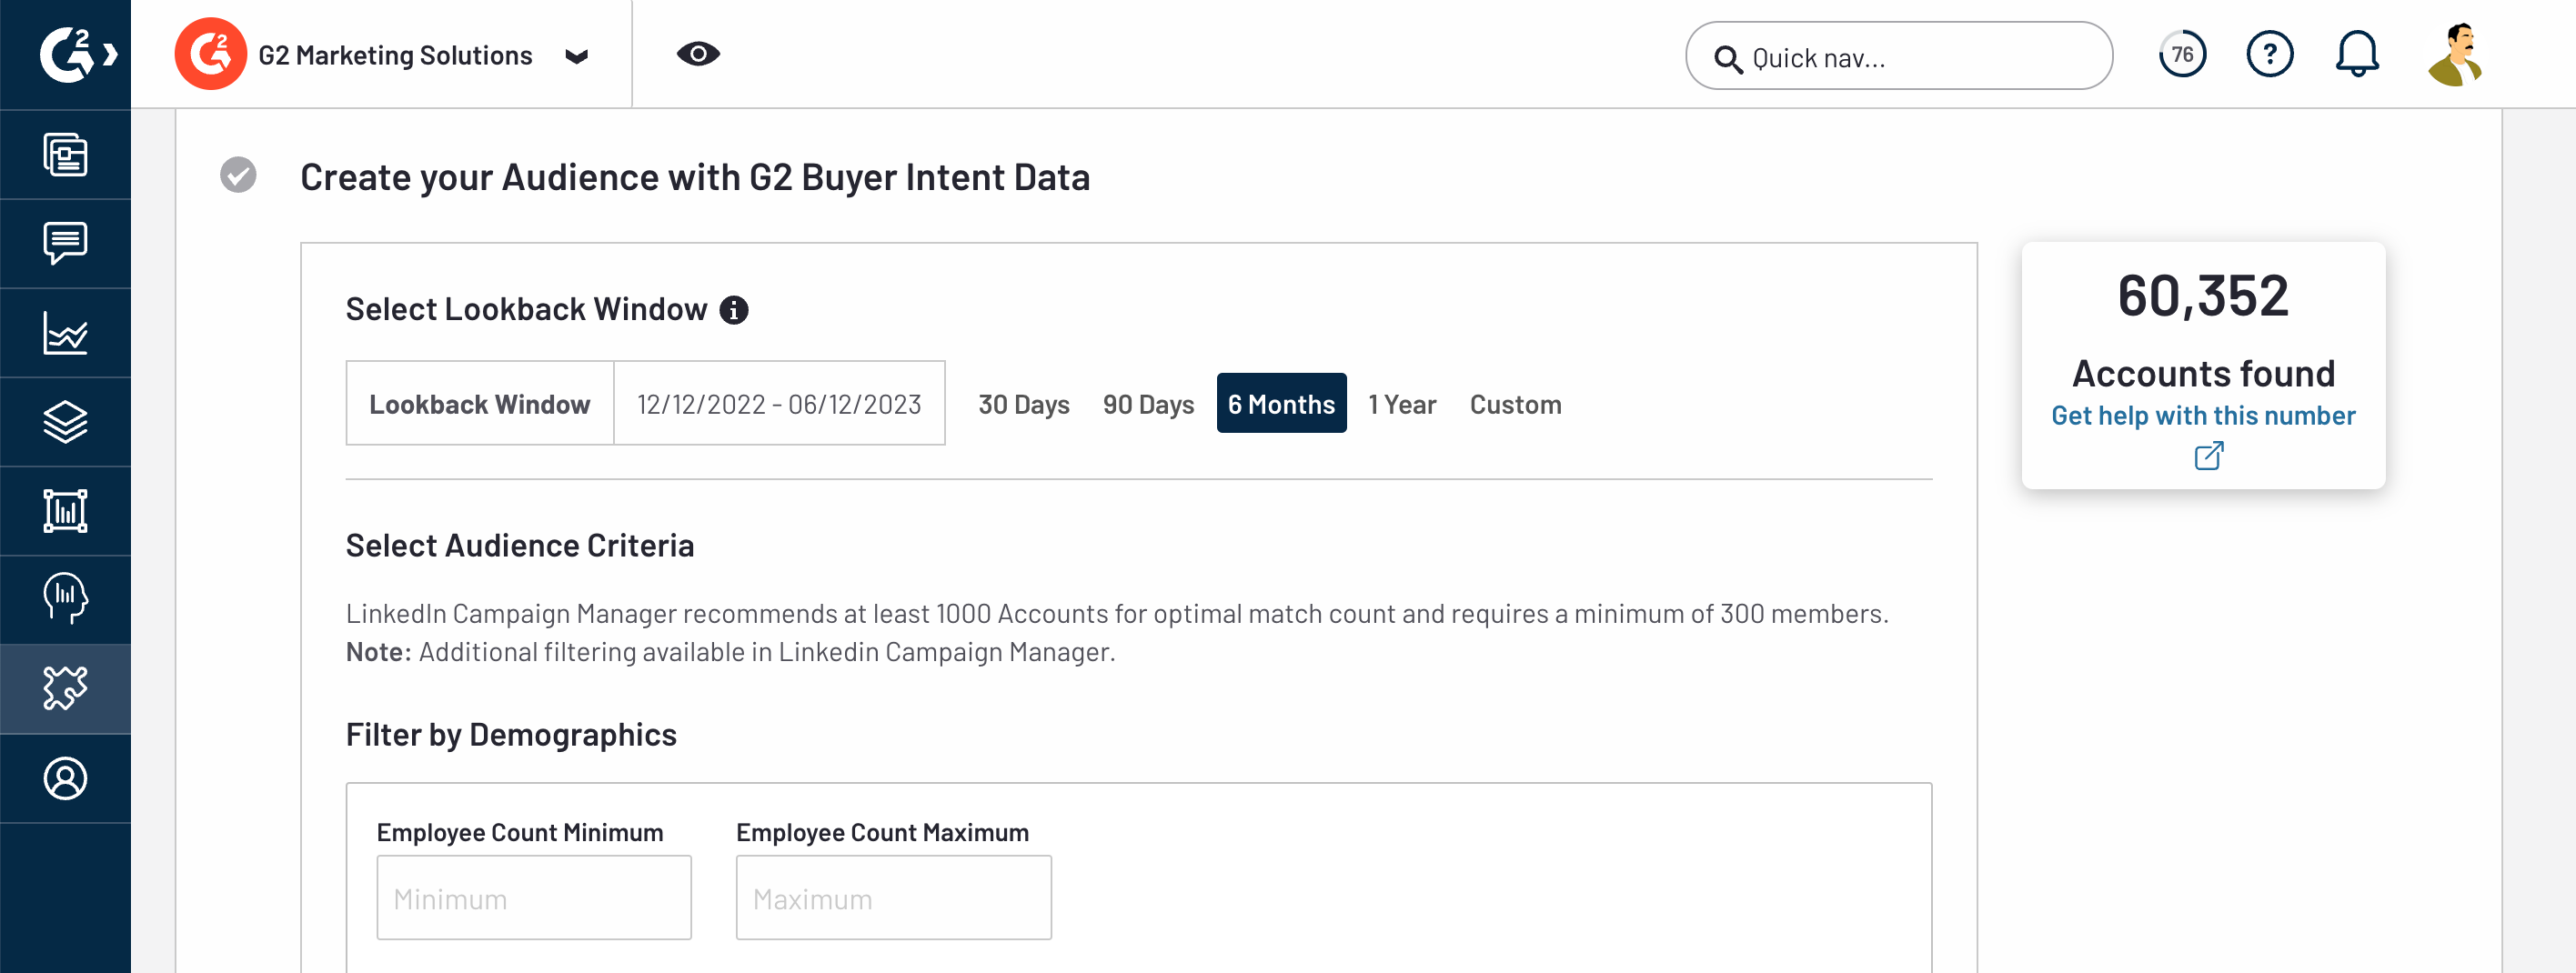 G2 Marketing Solutions
Quick nav...
76
?
Create your Audience with G2 Buyer Intent Data
Select Lookback Window
Lookback Window 12/12/2022 - 06/12/2023 30 Days 90 Days 6 Months 1 Year Custom
60,352
Accounts found
Get help with this number
Select Audience Criteria
LinkedIn Campaign Manager recommends at least 1000 Accounts for optimal match count and requires a minimum of 300 members.
Note: Additional filtering available in Linkedin Campaign Manager.
Filter by Demographics
Employee Count Minimum Employee Count Maximum
Minimum Maximum